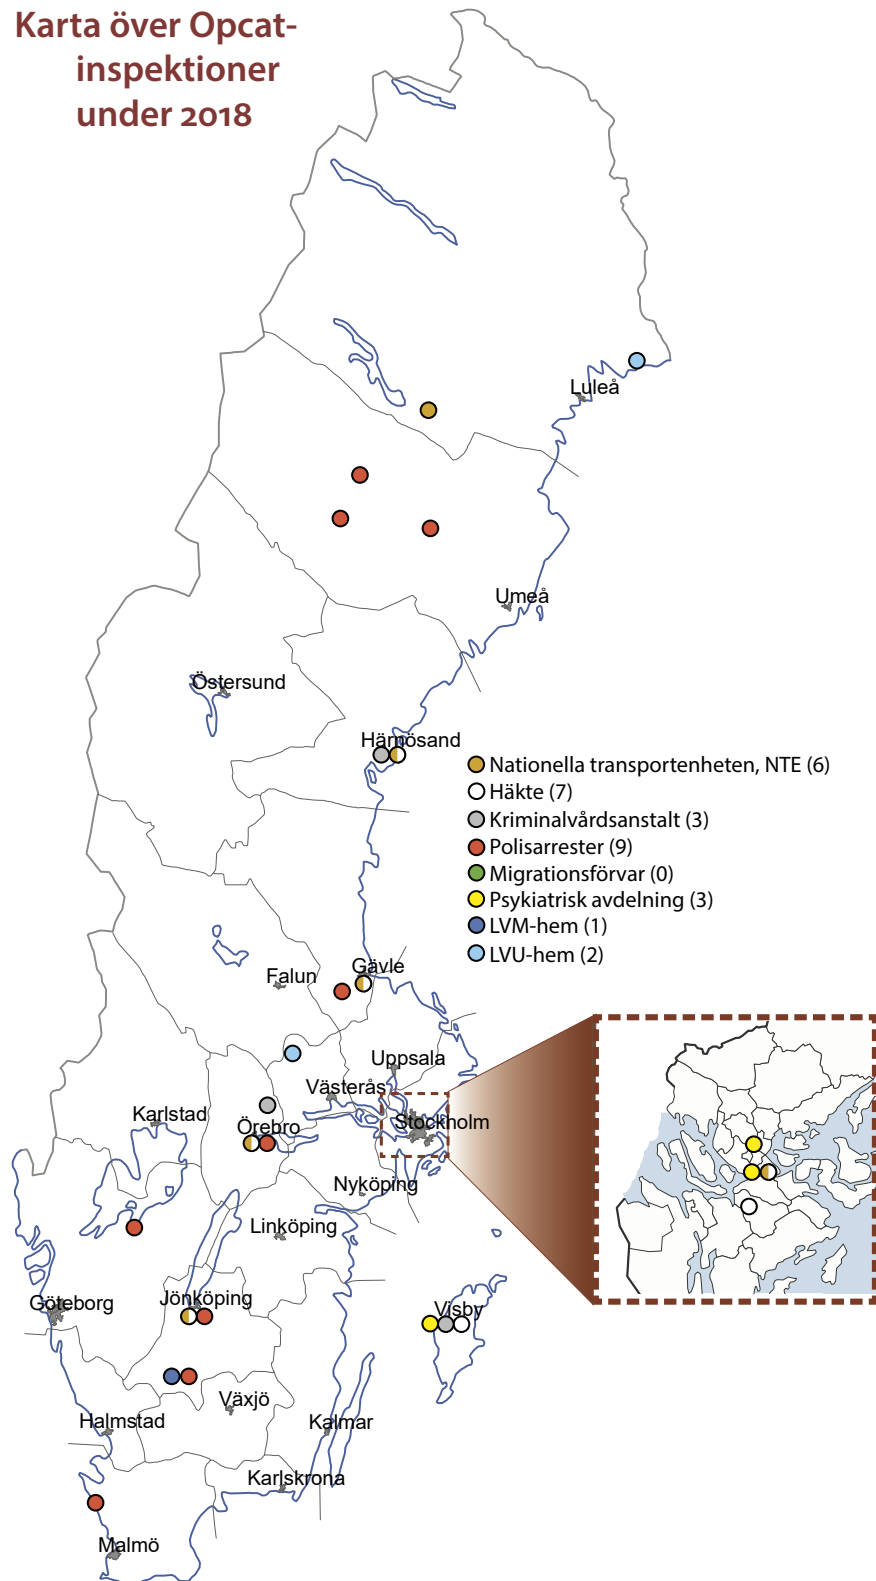 Karta över Opcat-
inspektioner
under 2018
Luleå
Umeå
Östersund
Härnösand
Nationella transportenheten, NTE (6)
Häkte (7)
Kriminalvårdsanstalt (3)
Polisarrester (9)
Migrationsförvar (0)
Psykiatrisk avdelning (3)
LVM-hem (1)
LVU-hem (2)
Gävle
Falun
Uppsala
Västerås
Karlstad
Örebro
Stockholm
Nyköping
Linköping
Jönköping
Göteborg
Visby
Växjö
Halmstad
Kalmar
Karlskrona
Malmö